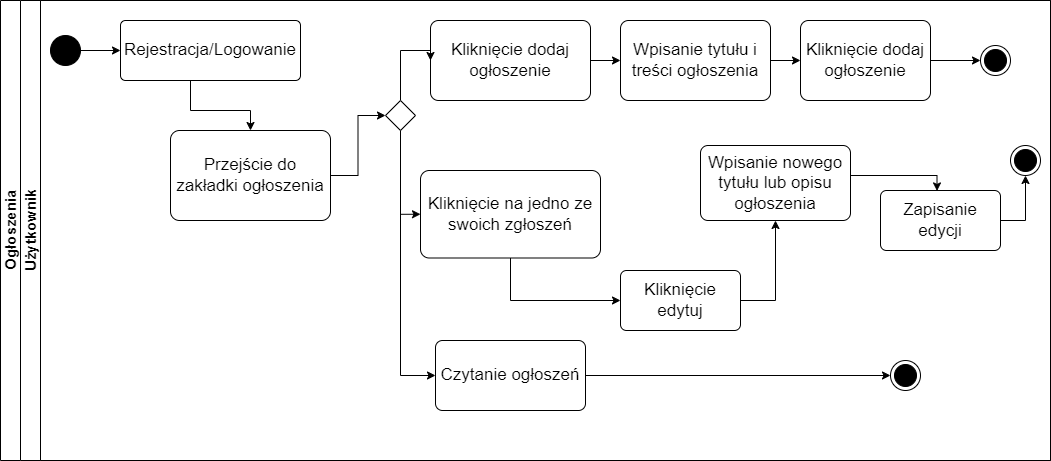 Ogłoszenia
Użytkownik
Rejestracja/Logowanie
Przejście do
zakładki ogłoszenia
Kliknięcie dodaj
ogłoszenie
Wpisanie tytułu i
treści ogłoszenia
Kliknięcie dodaj
ogłoszenie
Kliknięcie na jedno ze
swoich zgłoszeń
Kliknięcie
edytuj
Wpisanie nowego
tytułu lub opisu
ogłoszenia
Zapisanie
edycji
Czytanie ogłoszeń